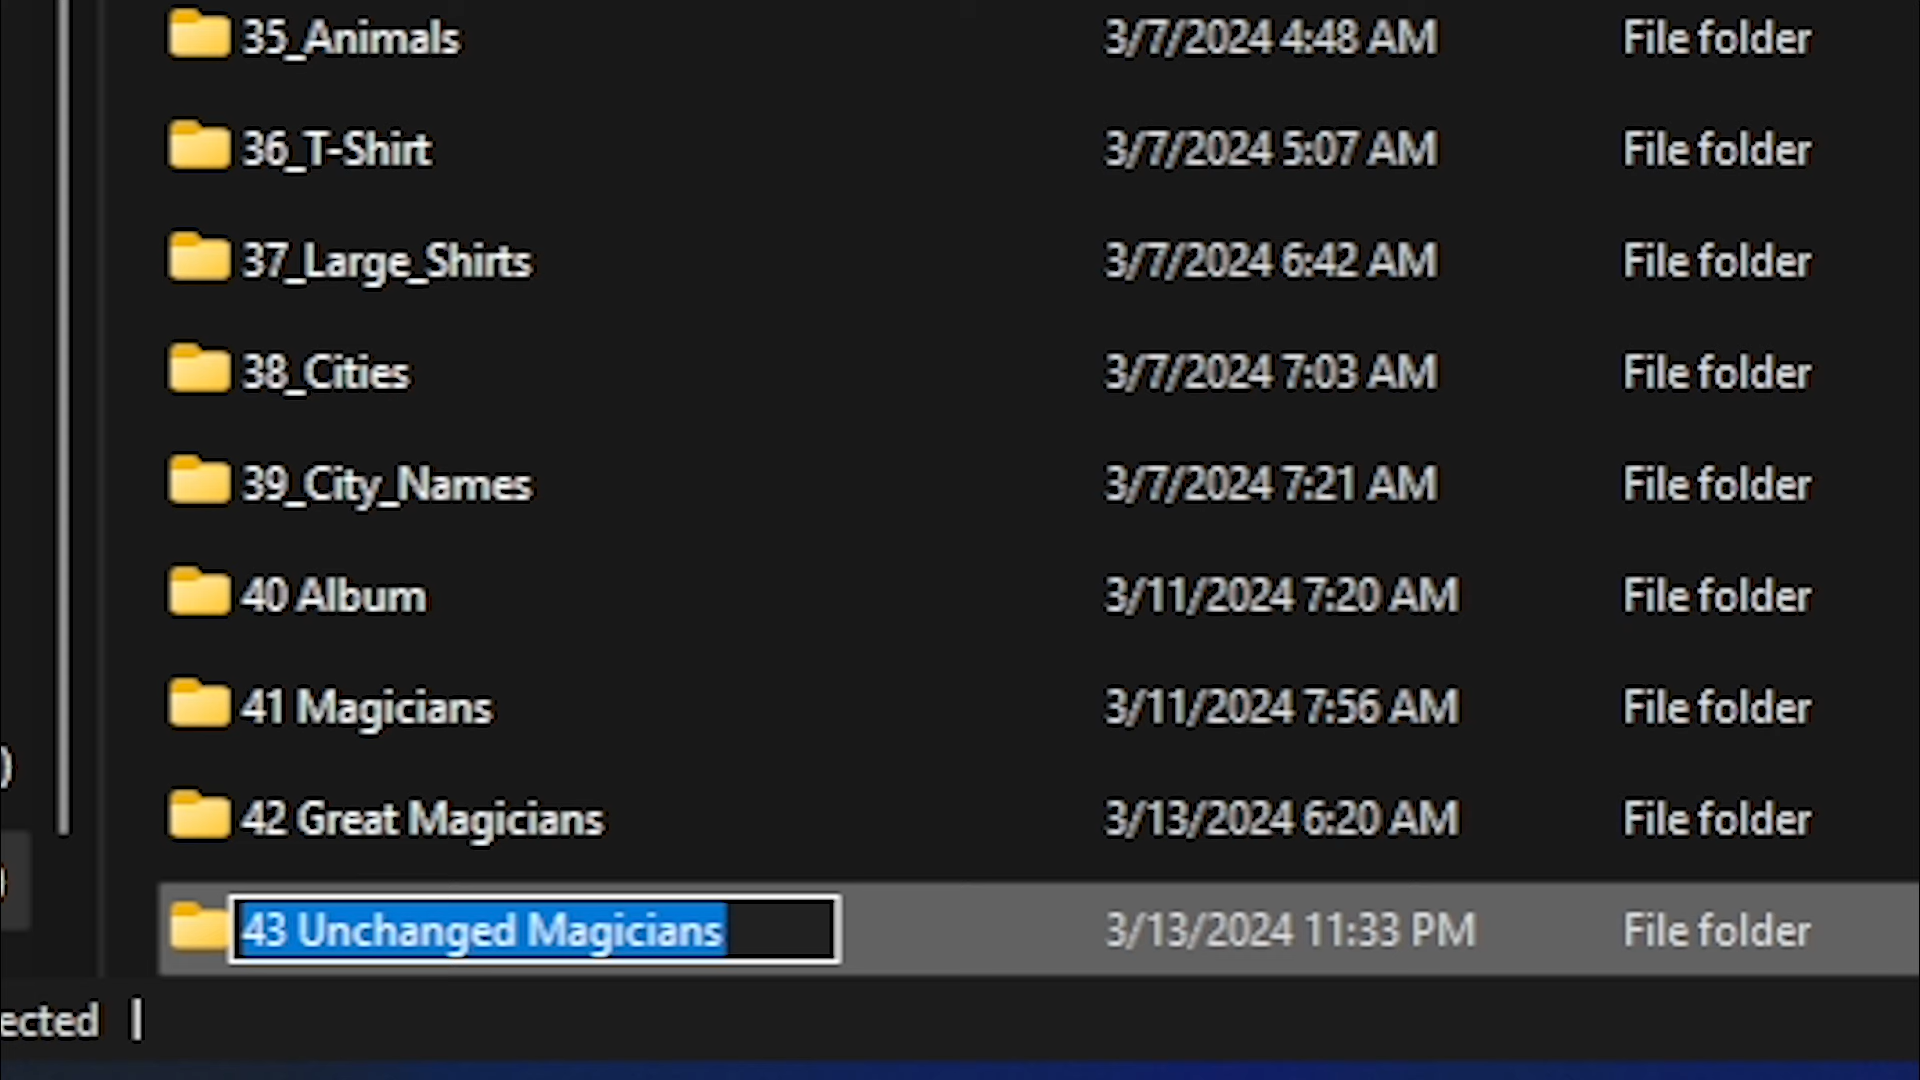 35_Animals 3/7/2024 4:48 AM File folder
36_T-Shirt 3/7/2024 5:07 AM File folder
37_Large_Shirts 3/7/2024 6:42 AM File folder
38_Cities 3/7/2024 7:03 AM File folder
39_City_Names 3/7/2024 7:21 AM File folder
40 Album 3/11/2024 7:20 AM File folder
41 Magicians 3/11/2024 7:56 AM File folder
)
42 Great Magicians 3/13/2024 6:20 AM File folder
43 Unchanged Magicians 3/13/2024 11:33 PM File folder
ected